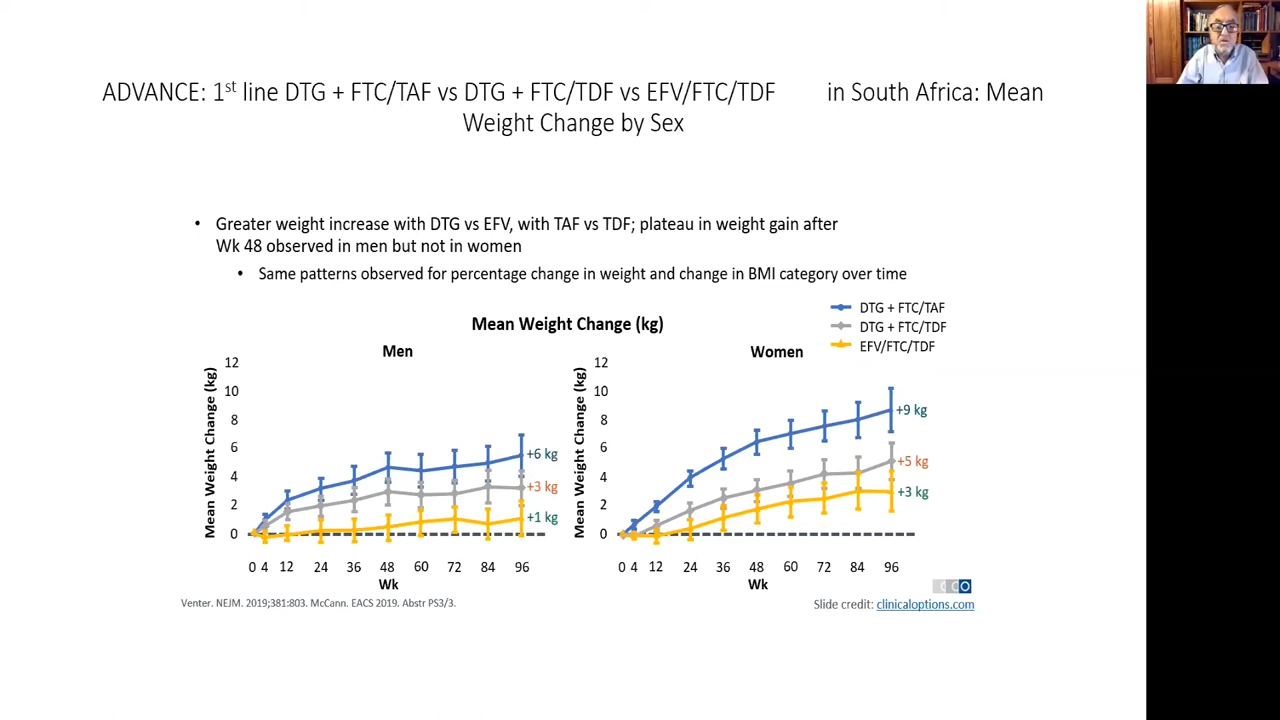 ADVANCE: 1st line DTG + FTC/TAF vs DTG + FTC/TDF vs EFV/FTC/TDF in South Africa: Mean
Weight Change by Sex
• Greater weight increase with DTG vs EFV, with TAF vs TDF; plateau in weight gain after
Wk 48 observed in men but not in women
• Same patterns observed for percentage change in weight and change in BMI category over time
DTG + FTC/TAF
DTG + FTC/TDF
EFV/FTC/TDF
Mean Weight Change (kg)
Men
Mean Weight Change (kg)
12
10
8
6
4
2
0
+6 kg
+3 kg
+1 kg
0 4 12 24 36 48 60 72 84 96
Wk
Women
Mean Weight Change (kg)
12
10
8
6
4
2
0
+9 kg
+5 kg
+3 kg
0 4 12 24 36 48 60 72 84 96
Wk
Venter. NEJM. 2019;381:803. McCann. EACS 2019. Abstr PS3/3.
CCO
Slide credit: clinicaloptions.com